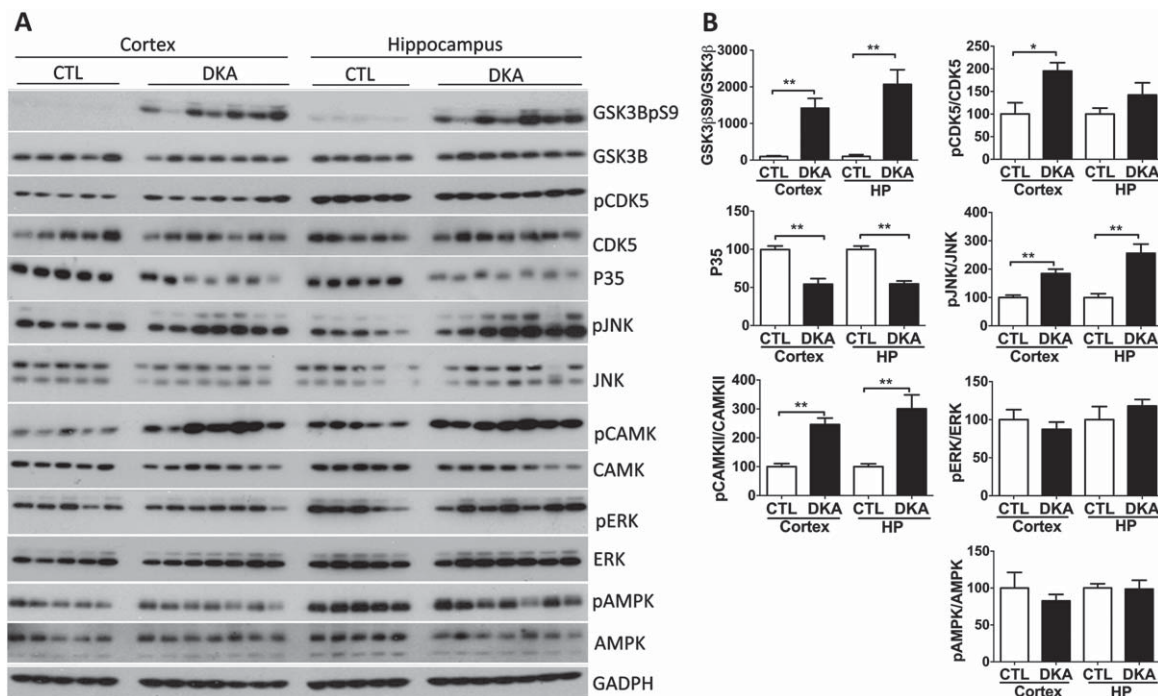 A
Cortex Hippocampus
CTL DKA CTL DKA
GSK3BpS9
GSK3B
pCDK5
CDK5
P35
pJNK
JNK
pCAMK
CAMK
pERK
ERK
pAMPK
AMPK
GADPH
B
GSK3βS9/GSK3β
3000
2000
1000
0
** **
CTL DKA CTL DKA
Cortex HP
pCDK5/CDK5
250
200
150
100
50
0
*
CTL DKA CTL DKA
Cortex HP
P35
150
100
50
0
** **
CTL DKA CTL DKA
Cortex HP
pJNK/JNK
400
300
200
100
0
** **
CTL DKA CTL DKA
Cortex HP
pCAMKII/CAMKII
400
300
200
100
0
** **
CTL DKA CTL DKA
Cortex HP
pERK/ERK
200
150
100
50
0
CTL DKA CTL DKA
Cortex HP
pAMPK/AMPK
200
150
100
50
0
CTL DKA CTL DKA
Cortex HP